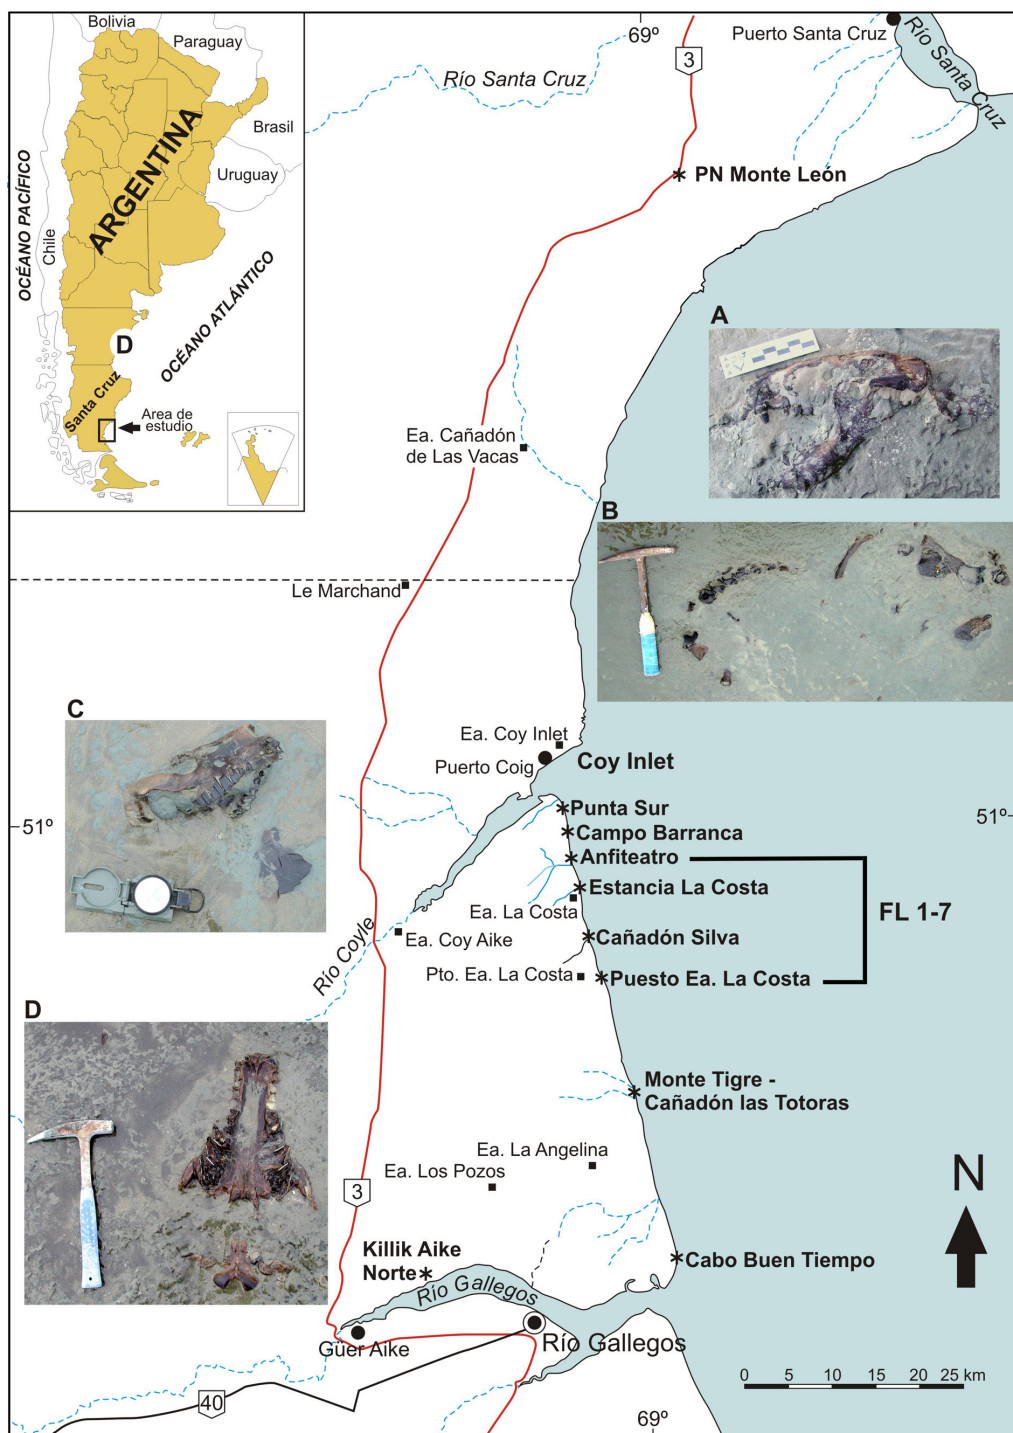 Bolivia
Paraguay
Brasil
Uruguay
ARGENTINA
OCÉANO PACÍFICO
Chile
OCÉANO ATLÁNTICO
D
Santa Cruz
Area de
estudio
69º
3
Puerto Santa Cruz
Río Santa Cruz
Río Santa Cruz
PN Monte León
A
Ea. Cañadón
de Las Vacas
B
Le Marchand
C
Ea. Coy Inlet
Puerto Coig
Coy Inlet
51º
51º
Punta Sur
Campo Barranca
Anfiteatro
Estancia La Costa
FL 1-7
Ea. La Costa
Cañadón Silva
Ea. Coy Aike
Río Coyle
Pto. Ea. La Costa
Puesto Ea. La Costa
D
Monte Tigre -
Cañadón las Totoras
Ea. La Angelina
Ea. Los Pozos
N
3
Killik Aike
Norte
Río Gallegos
Cabo Buen Tiempo
Güer Aike
Río Gallegos
40
0 5 10 15 20 25 km
69º